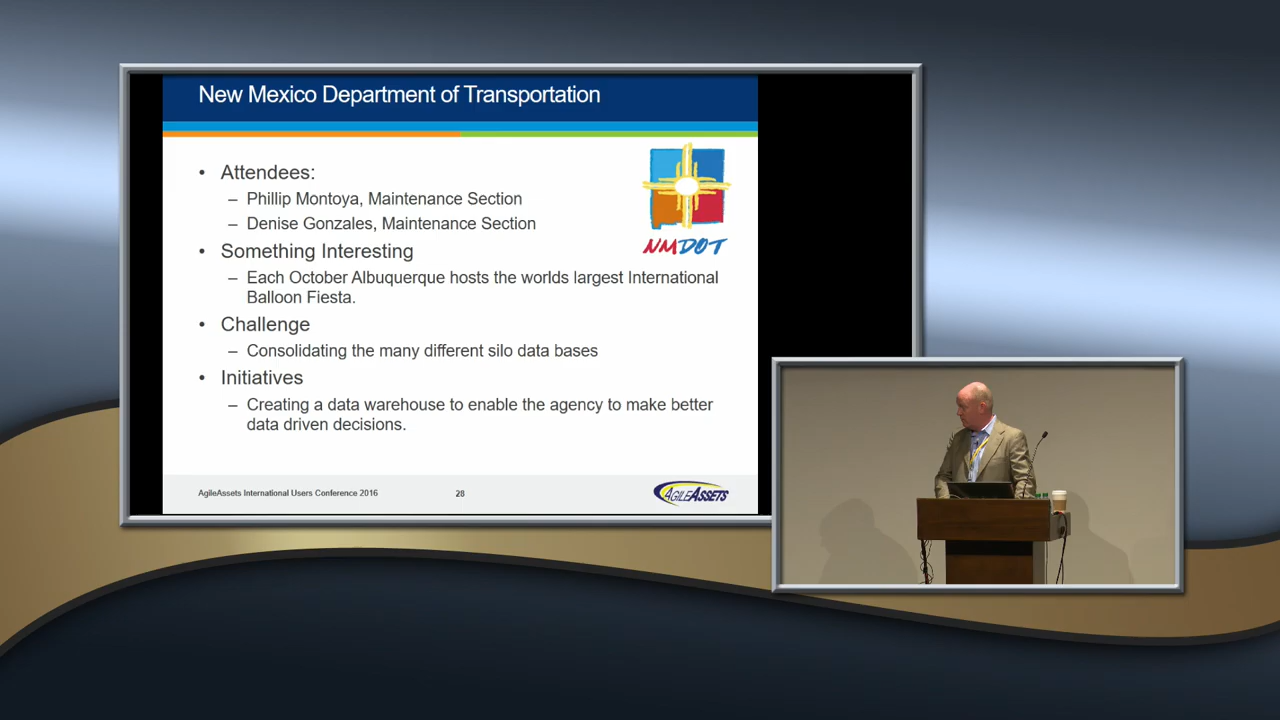 New Mexico Department of Transportation
• Attendees:
– Phillip Montoya, Maintenance Section
– Denise Gonzales, Maintenance Section
NMDOT
• Something Interesting
– Each October Albuquerque hosts the worlds largest International
Balloon Fiesta.
• Challenge
– Consolidating the many different silo data bases
• Initiatives
– Creating a data warehouse to enable the agency to make better
data driven decisions.
AgileAssets International Users Conference 2016
28
AGILEASSETS